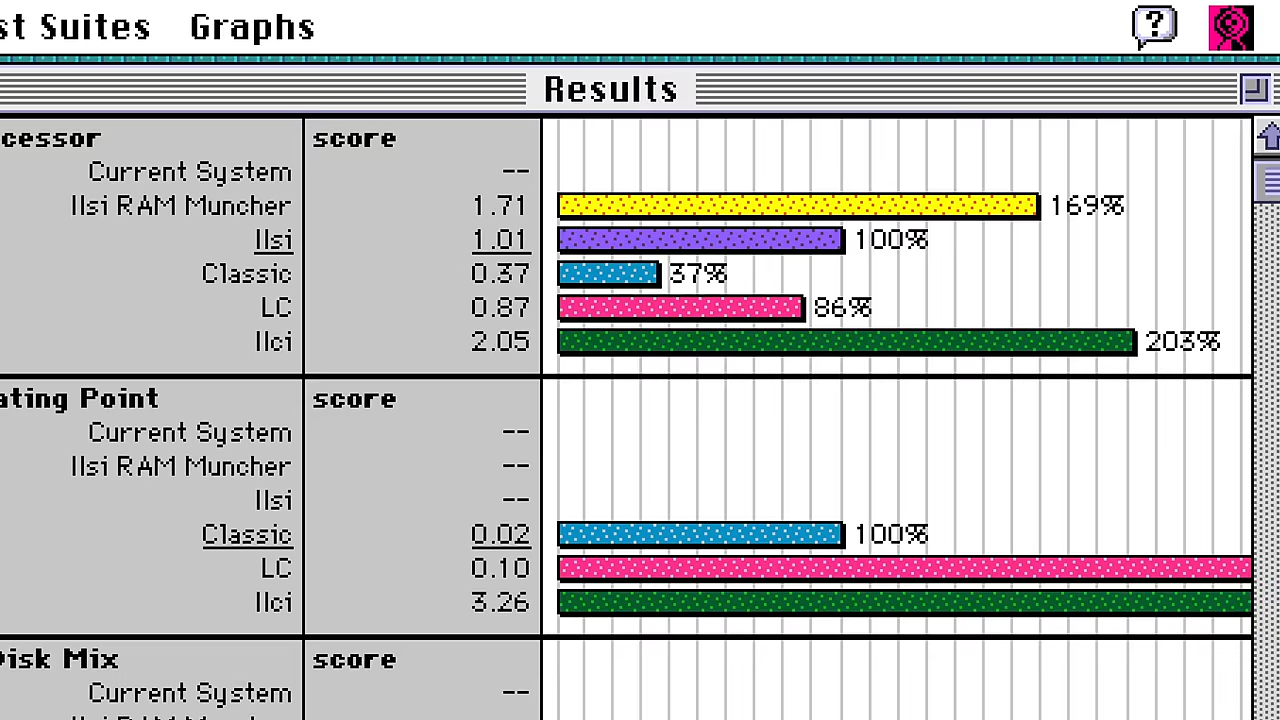 st Suites Graphs ?
Results
cessor score
Current System --
IIsi RAM Muncher 1.71 169%
IIsi 1.01 100%
Classic 0.37 37%
LC 0.87 86%
IIci 2.05 203%
ating Point score
Current System --
IIsi RAM Muncher --
IIsi --
Classic 0.02 100%
LC 0.10
IIci 3.26
Disk Mix score
Current System --